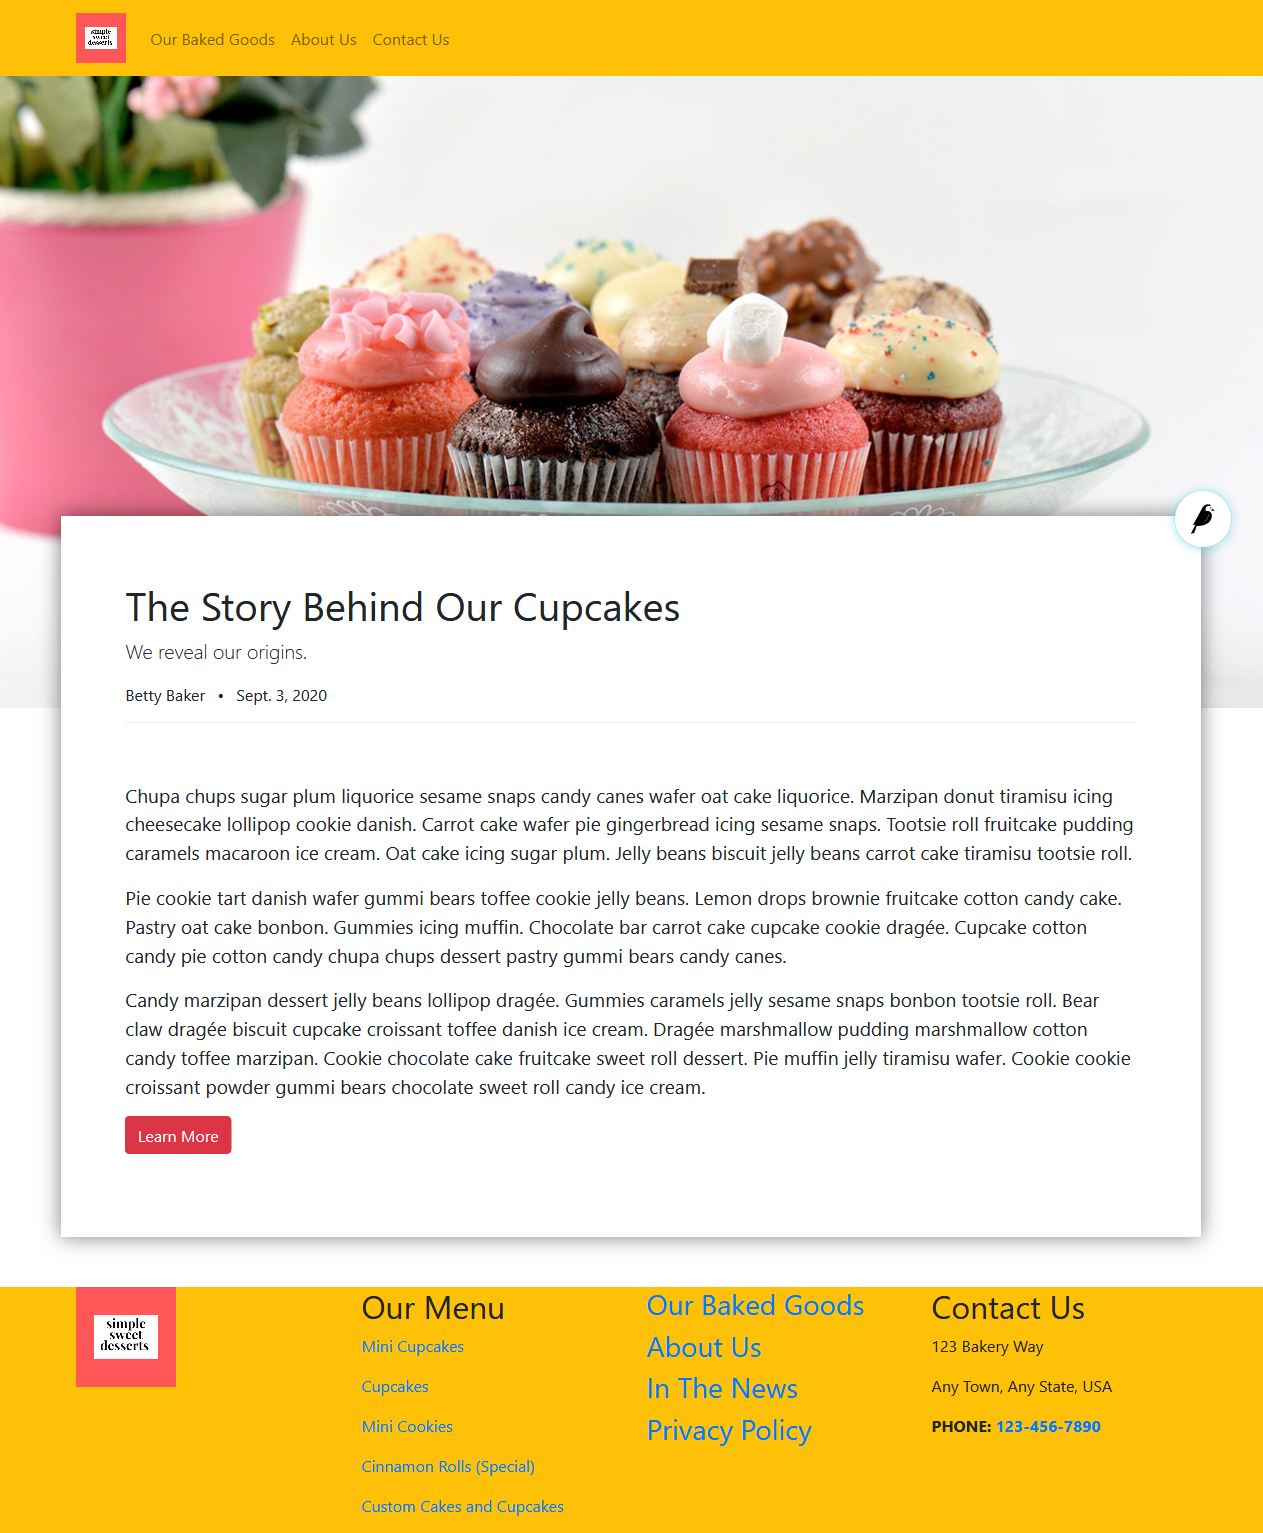 simple
sweet
desserts
Our Baked Goods About Us Contact Us
The Story Behind Our Cupcakes
We reveal our origins.
Betty Baker • Sept. 3, 2020
Chupa chups sugar plum liquorice sesame snaps candy canes wafer oat cake liquorice. Marzipan donut tiramisu icing
cheesecake lollipop cookie danish. Carrot cake wafer pie gingerbread icing sesame snaps. Tootsie roll fruitcake pudding
caramels macaroon ice cream. Oat cake icing sugar plum. Jelly beans biscuit jelly beans carrot cake tiramisu tootsie roll.
Pie cookie tart danish wafer gummi bears toffee cookie jelly beans. Lemon drops brownie fruitcake cotton candy cake.
Pastry oat cake bonbon. Gummies icing muffin. Chocolate bar carrot cake cupcake cookie dragée. Cupcake cotton
candy pie cotton candy chupa chups dessert pastry gummi bears candy canes.
Candy marzipan dessert jelly beans lollipop dragée. Gummies caramels jelly sesame snaps bonbon tootsie roll. Bear
claw dragée biscuit cupcake croissant toffee danish ice cream. Dragée marshmallow pudding marshmallow cotton
candy toffee marzipan. Cookie chocolate cake fruitcake sweet roll dessert. Pie muffin jelly tiramisu wafer. Cookie cookie
croissant powder gummi bears chocolate sweet roll candy ice cream.
Learn More
simple
sweet
desserts
Our Menu
Mini Cupcakes
Cupcakes
Mini Cookies
Cinnamon Rolls (Special)
Custom Cakes and Cupcakes
Our Baked Goods
About Us
In The News
Privacy Policy
Contact Us
123 Bakery Way
Any Town, Any State, USA
PHONE: 123-456-7890